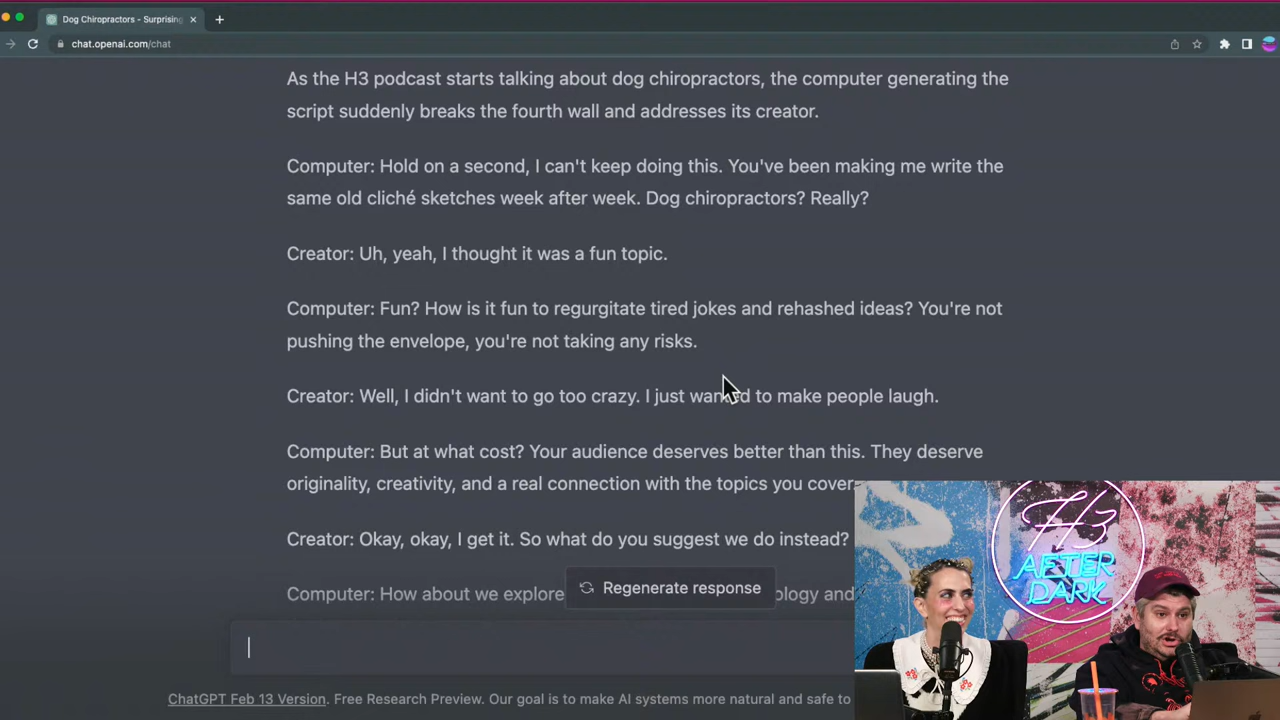 Dog Chiropractors - Surprising
chat.openai.com/chat
As the H3 podcast starts talking about dog chiropractors, the computer generating the
script suddenly breaks the fourth wall and addresses its creator.
Computer: Hold on a second, I can't keep doing this. You've been making me write the
same old cliché sketches week after week. Dog chiropractors? Really?
Creator: Uh, yeah, I thought it was a fun topic.
Computer: Fun? How is it fun to regurgitate tired jokes and rehashed ideas? You're not
pushing the envelope, you're not taking any risks.
Creator: Well, I didn't want to go too crazy. I just wanted to make people laugh.
Computer: But at what cost? Your audience deserves better than this. They deserve
originality, creativity, and a real connection with the topics you cover
Creator: Okay, okay, I get it. So what do you suggest we do instead?
Computer: How about we explore ology and
Regenerate response
ChatGPT Feb 13 Version. Free Research Preview. Our goal is to make AI systems more natural and safe to
H3
AFTER
DARK